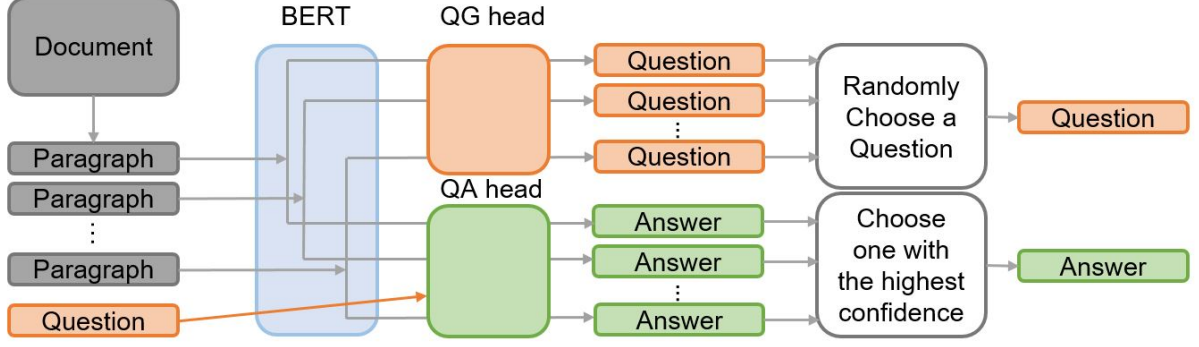 Document
Paragraph
Paragraph
⋮
Paragraph
Question
BERT
QG head
QA head
Question
Question
⋮
Question
Answer
Answer
⋮
Answer
Randomly
Choose a
Question
Choose
one with
the highest
confidence
Question
Answer